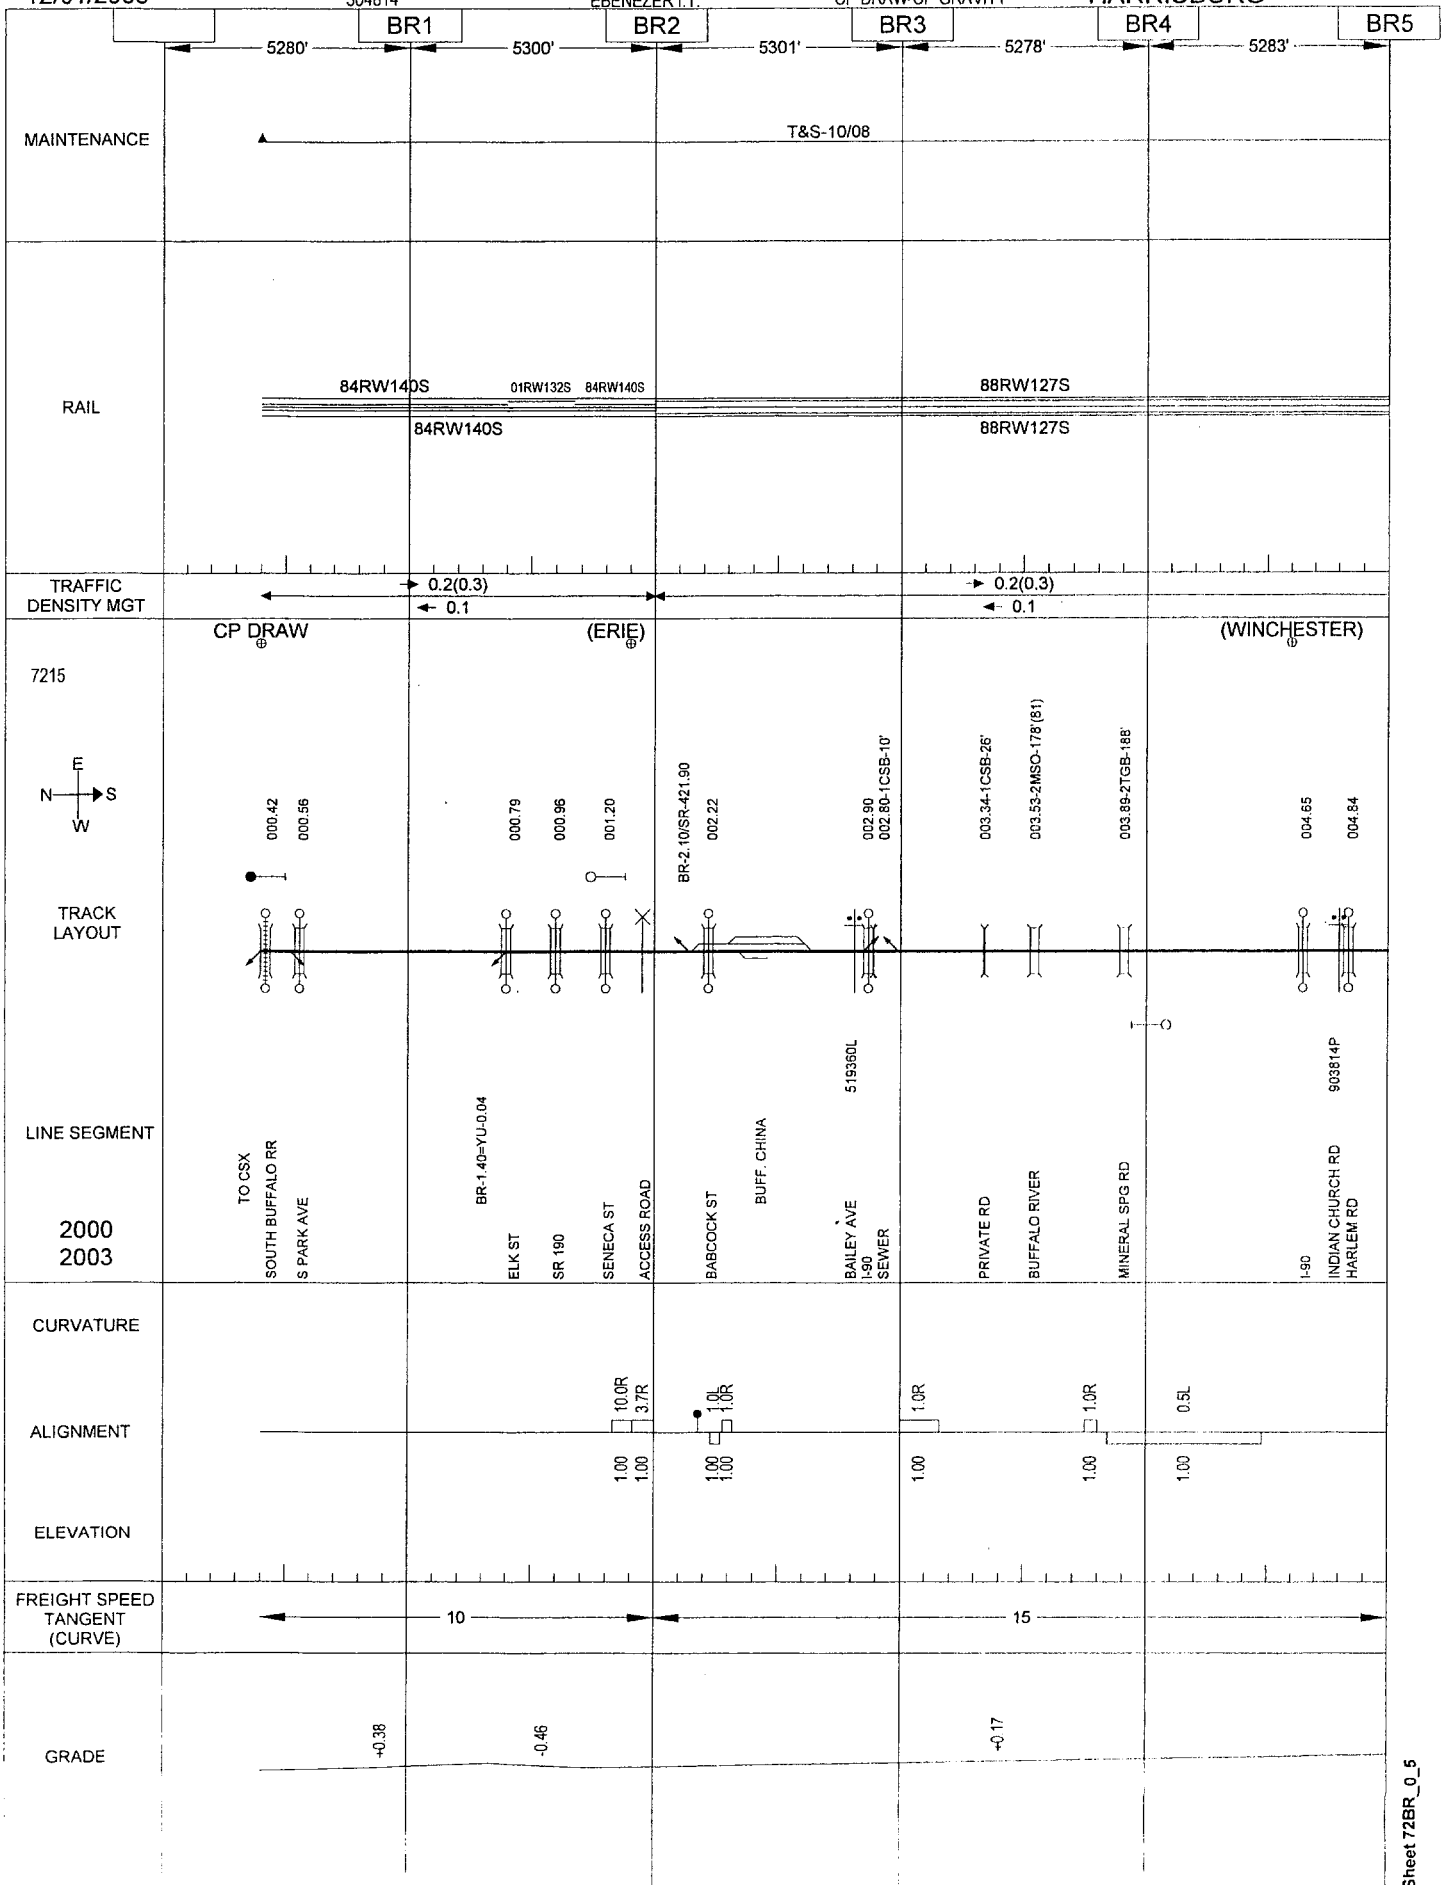 304814
EBENEZER I.T.
HARRISBURG
BR1
BR2
BR3
BR4
BR5
5280'
5300'
5301'
5278'
5283'
MAINTENANCE
T&S-10/08
RAIL
84RW140S
01RW132S
84RW140S
88RW127S
84RW140S
88RW127S
TRAFFIC
DENSITY MGT
0.2(0.3)
0.1
0.2(0.3)
0.1
CP DRAW
(ERIE)
(WINCHESTER)
7215
E
N
S
W
000.42
000.56
000.79
000.96
001.20
BR-2.10/SR-421.90
002.22
002.90
002.80-1CSB-10'
003.34-1CSB-26'
003.53-2MSO-178'(81)
003.89-2TGB-188'
004.65
004.84
TRACK
LAYOUT
LINE SEGMENT
2000
2003
TO CSX
SOUTH BUFFALO RR
S PARK AVE
BR-1.40=YU-0.04
ELK ST
SR 190
SENECA ST
ACCESS ROAD
BABCOCK ST
BUFF. CHINA
BAILEY AVE
519360L
I-90
SEWER
PRIVATE RD
BUFFALO RIVER
MINERAL SPG RD
I-90
INDIAN CHURCH RD
903814P
HARLEM RD
CURVATURE
10.0R
3.7R
1.0L
1.0R
1.0R
1.0R
0.5L
ALIGNMENT
1.00
1.00
1.00
1.00
1.00
1.00
1.00
ELEVATION
FREIGHT SPEED
TANGENT
(CURVE)
10
15
GRADE
+0.38
-0.46
+0.17
Sheet 72BR_0_5